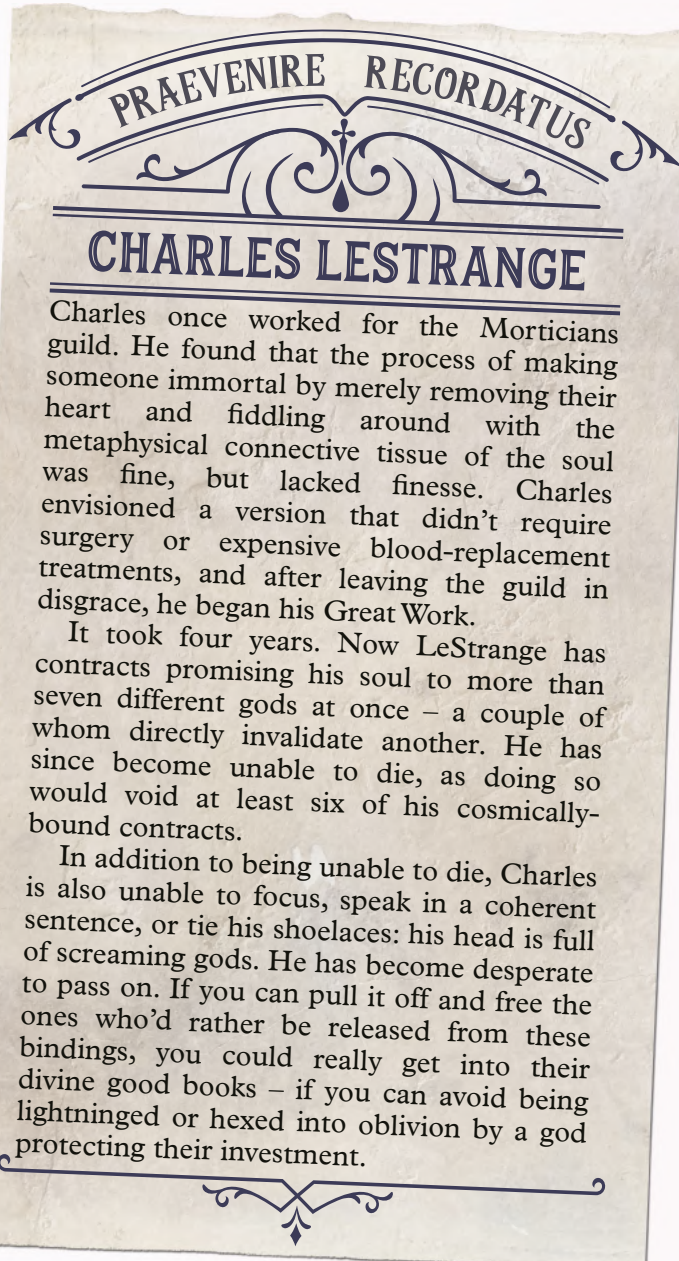 PRAEVENIRE RECORDATUS
CHARLES LESTRANGE
Charles once worked for the Morticians
guild. He found that the process of making
someone immortal by merely removing their
heart and fiddling around with the
metaphysical connective tissue of the soul
was fine, but lacked finesse. Charles
envisioned a version that didn’t require
surgery or expensive blood-replacement
treatments, and after leaving the guild in
disgrace, he began his Great Work.
It took four years. Now LeStrange has
contracts promising his soul to more than
seven different gods at once – a couple of
whom directly invalidate another. He has
since become unable to die, as doing so
would void at least six of his cosmically-
bound contracts.
In addition to being unable to die, Charles
is also unable to focus, speak in a coherent
sentence, or tie his shoelaces: his head is full
of screaming gods. He has become desperate
to pass on. If you can pull it off and free the
ones who’d rather be released from these
bindings, you could really get into their
divine good books – if you can avoid being
lightninged or hexed into oblivion by a god
protecting their investment.